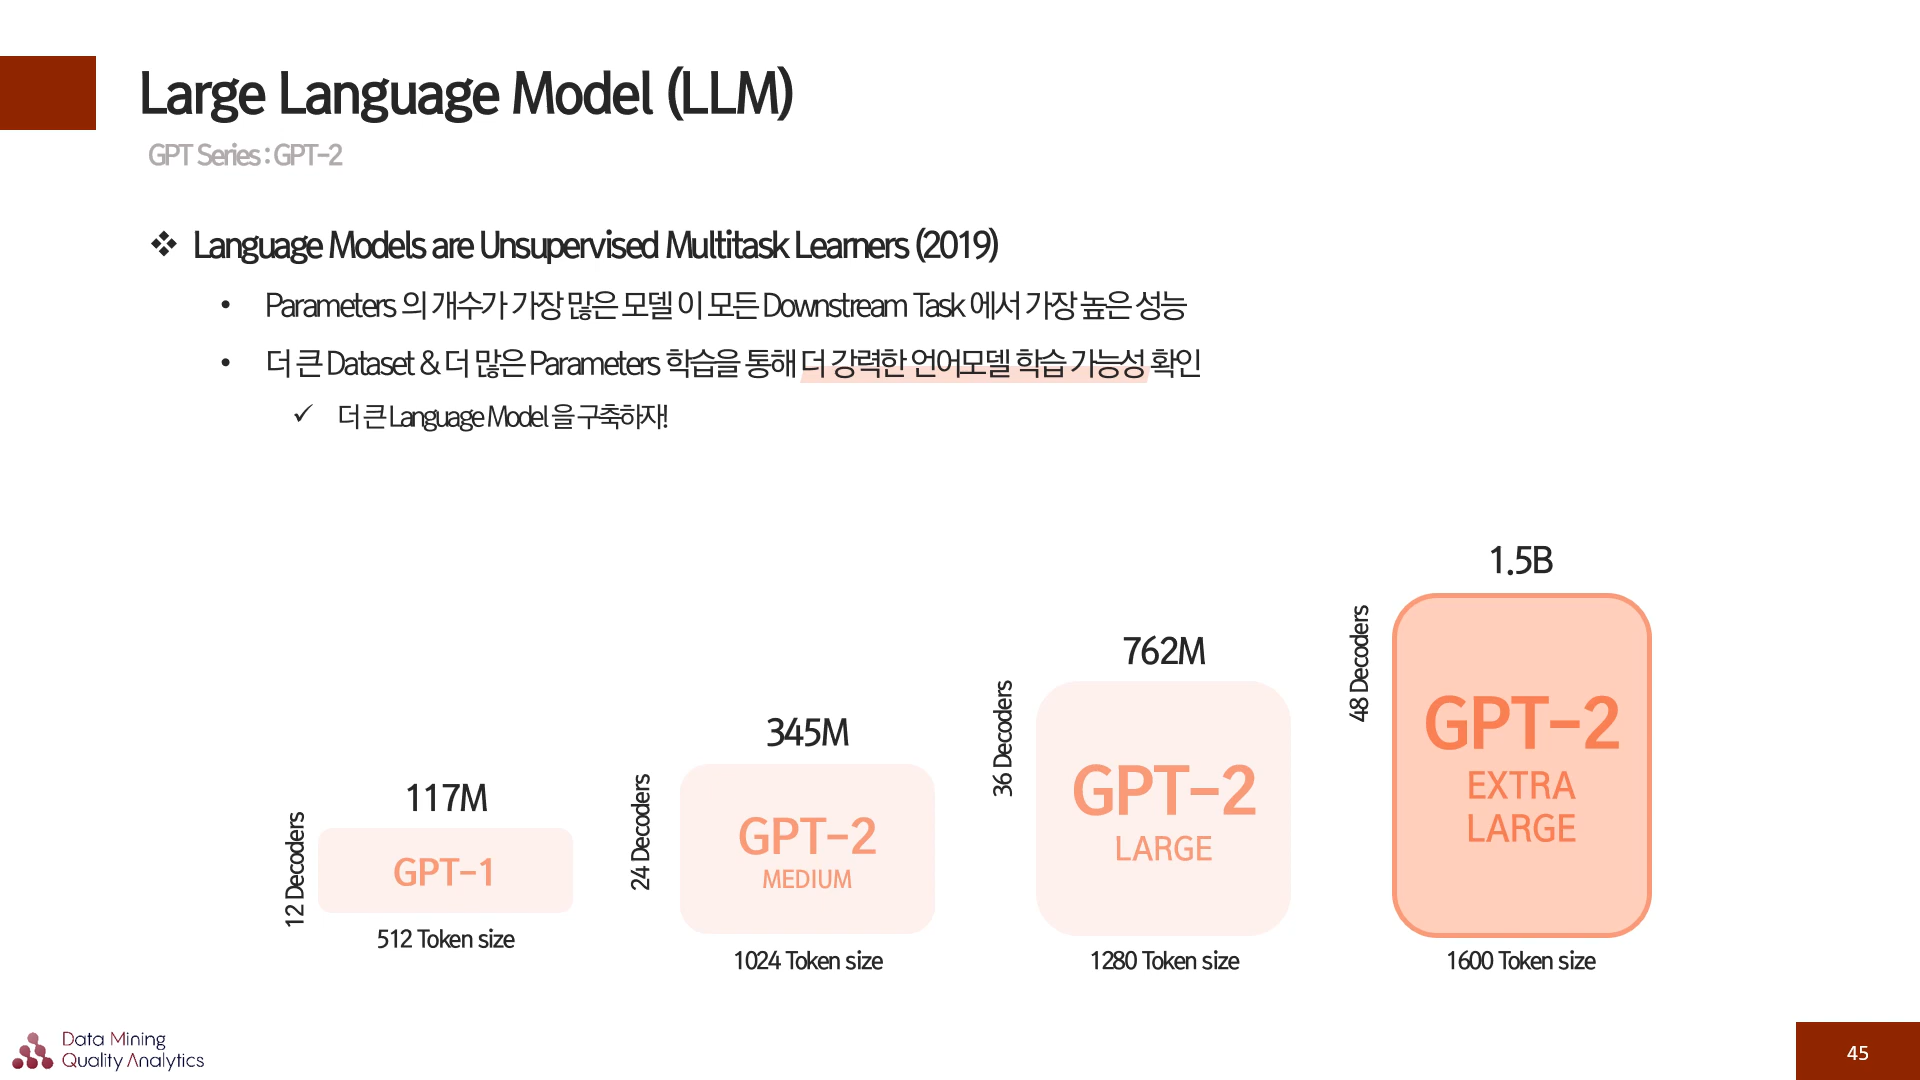 Large Language Model (LLM)
GPT Series : GPT-2
❖ Language Models are Unsupervised Multitask Learners (2019)
• Parameters 의 개수가 가장 많은 모델 이 모든 Downstream Task 에서 가장 높은 성능
• 더 큰 Dataset & 더 많은 Parameters 학습을 통해 더 강력한 언어모델 학습 가능성 확인
✓ 더 큰 Language Model 을 구축하자!
117M
12 Decoders
GPT-1
512 Token size
345M
24 Decoders
GPT-2
MEDIUM
1024 Token size
762M
36 Decoders
GPT-2
LARGE
1280 Token size
1.5B
48 Decoders
GPT-2
EXTRA
LARGE
1600 Token size
Data Mining
Quality Analytics
45